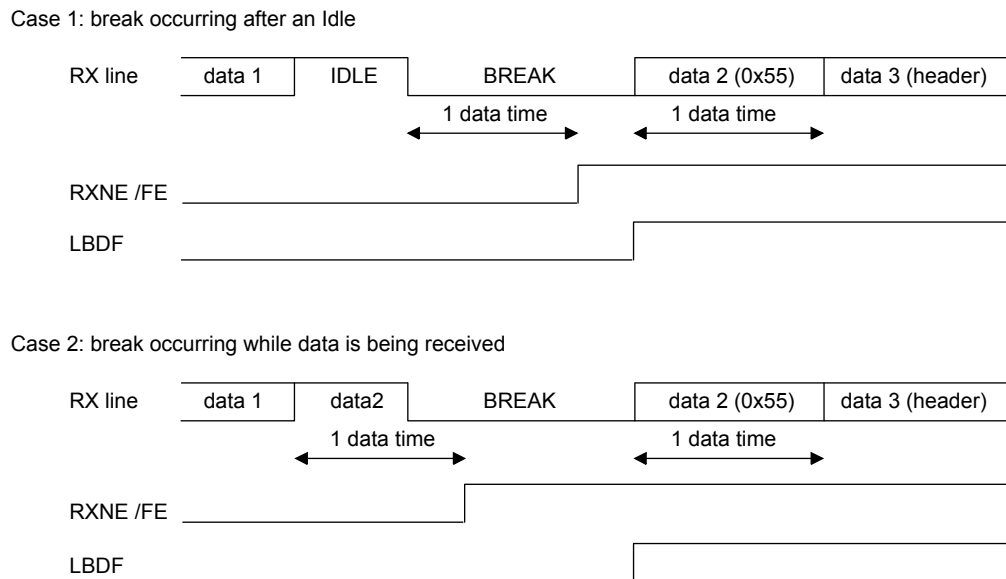 Case 1: break occurring after an Idle
RX line data 1 IDLE BREAK data 2 (0x55) data 3 (header)
1 data time 1 data time
RXNE /FE
LBDF
Case 2: break occurring while data is being received
RX line data 1 data2 BREAK data 2 (0x55) data 3 (header)
1 data time 1 data time
RXNE /FE
LBDF